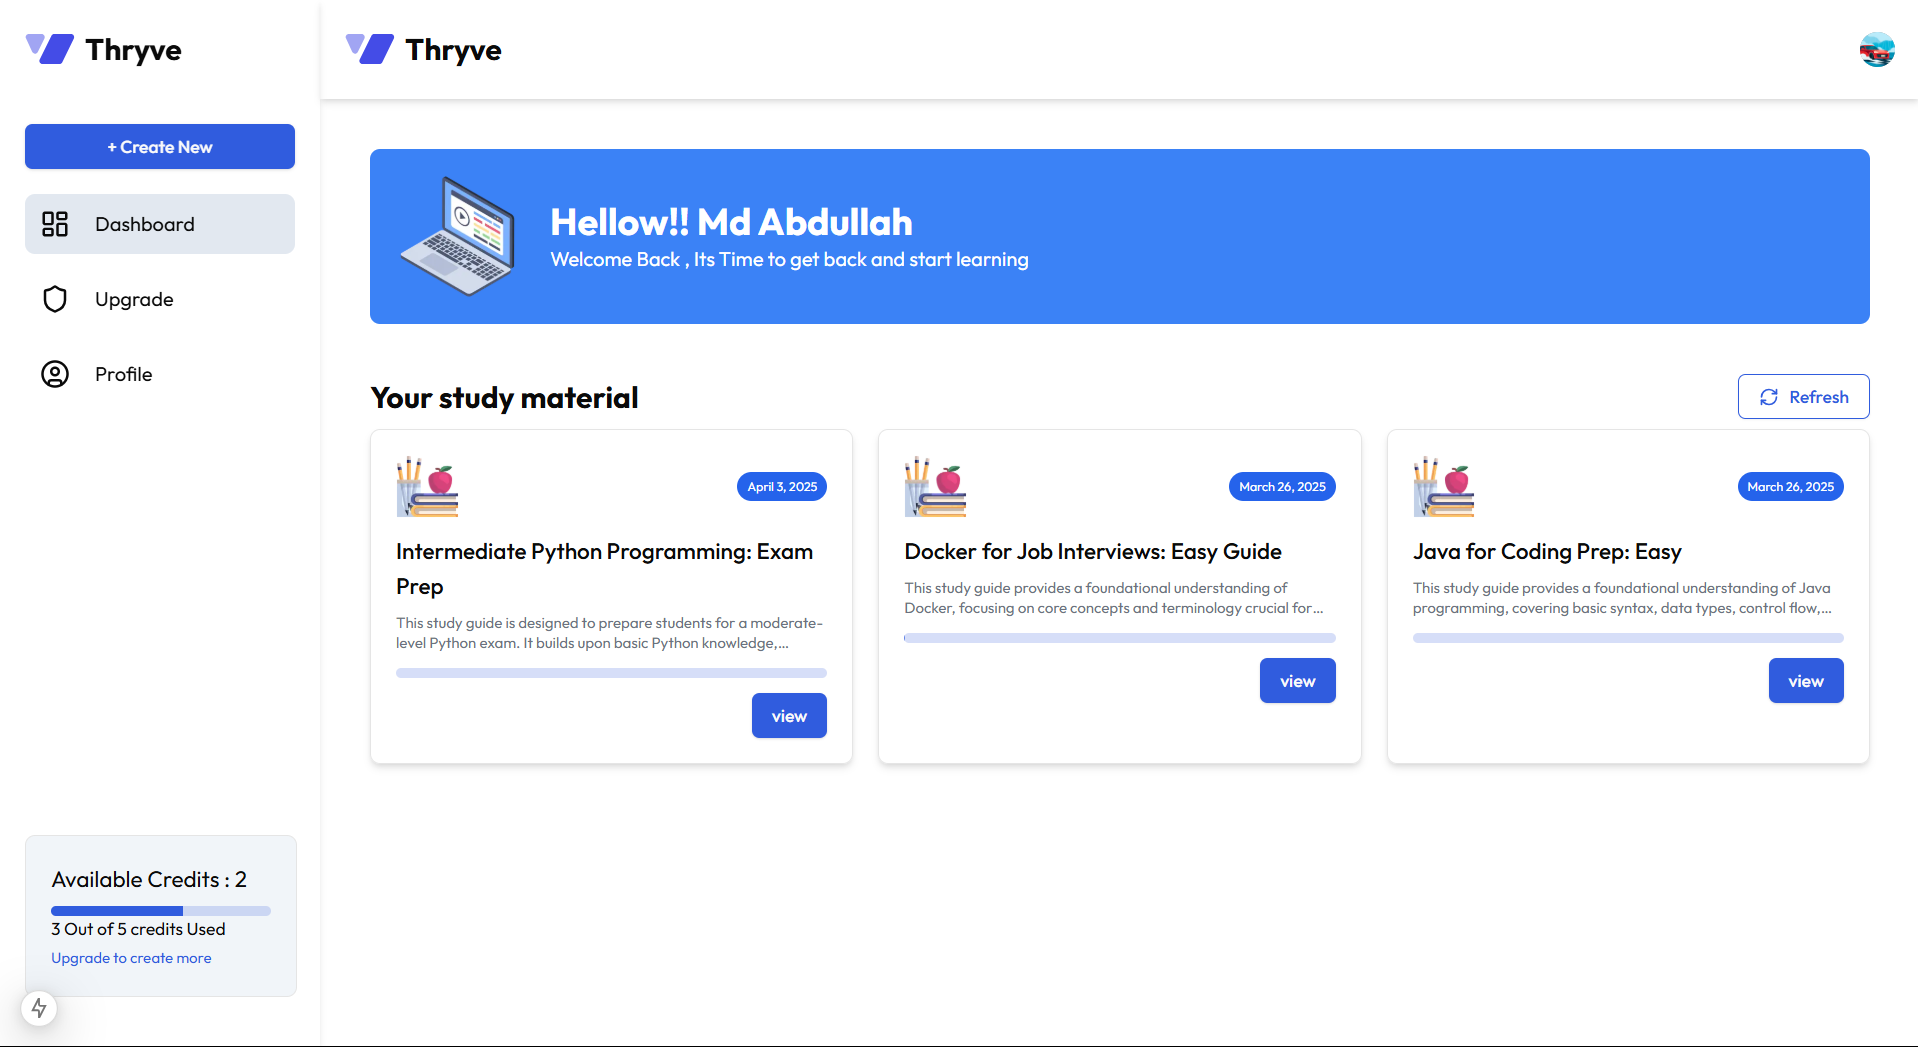 Thryve
Thryve
+ Create New
Dashboard
Upgrade
Profile
Hellow!! Md Abdullah
Welcome Back , Its Time to get back and start learning
Your study material
Refresh
April 3, 2025
Intermediate Python Programming: Exam
Prep
This study guide is designed to prepare students for a moderate-
level Python exam. It builds upon basic Python knowledge,...
view
March 26, 2025
Docker for Job Interviews: Easy Guide
This study guide provides a foundational understanding of
Docker, focusing on core concepts and terminology crucial for...
view
March 26, 2025
Java for Coding Prep: Easy
This study guide provides a foundational understanding of Java
programming, covering basic syntax, data types, control flow,...
view
Available Credits : 2
3 Out of 5 credits Used
Upgrade to create more